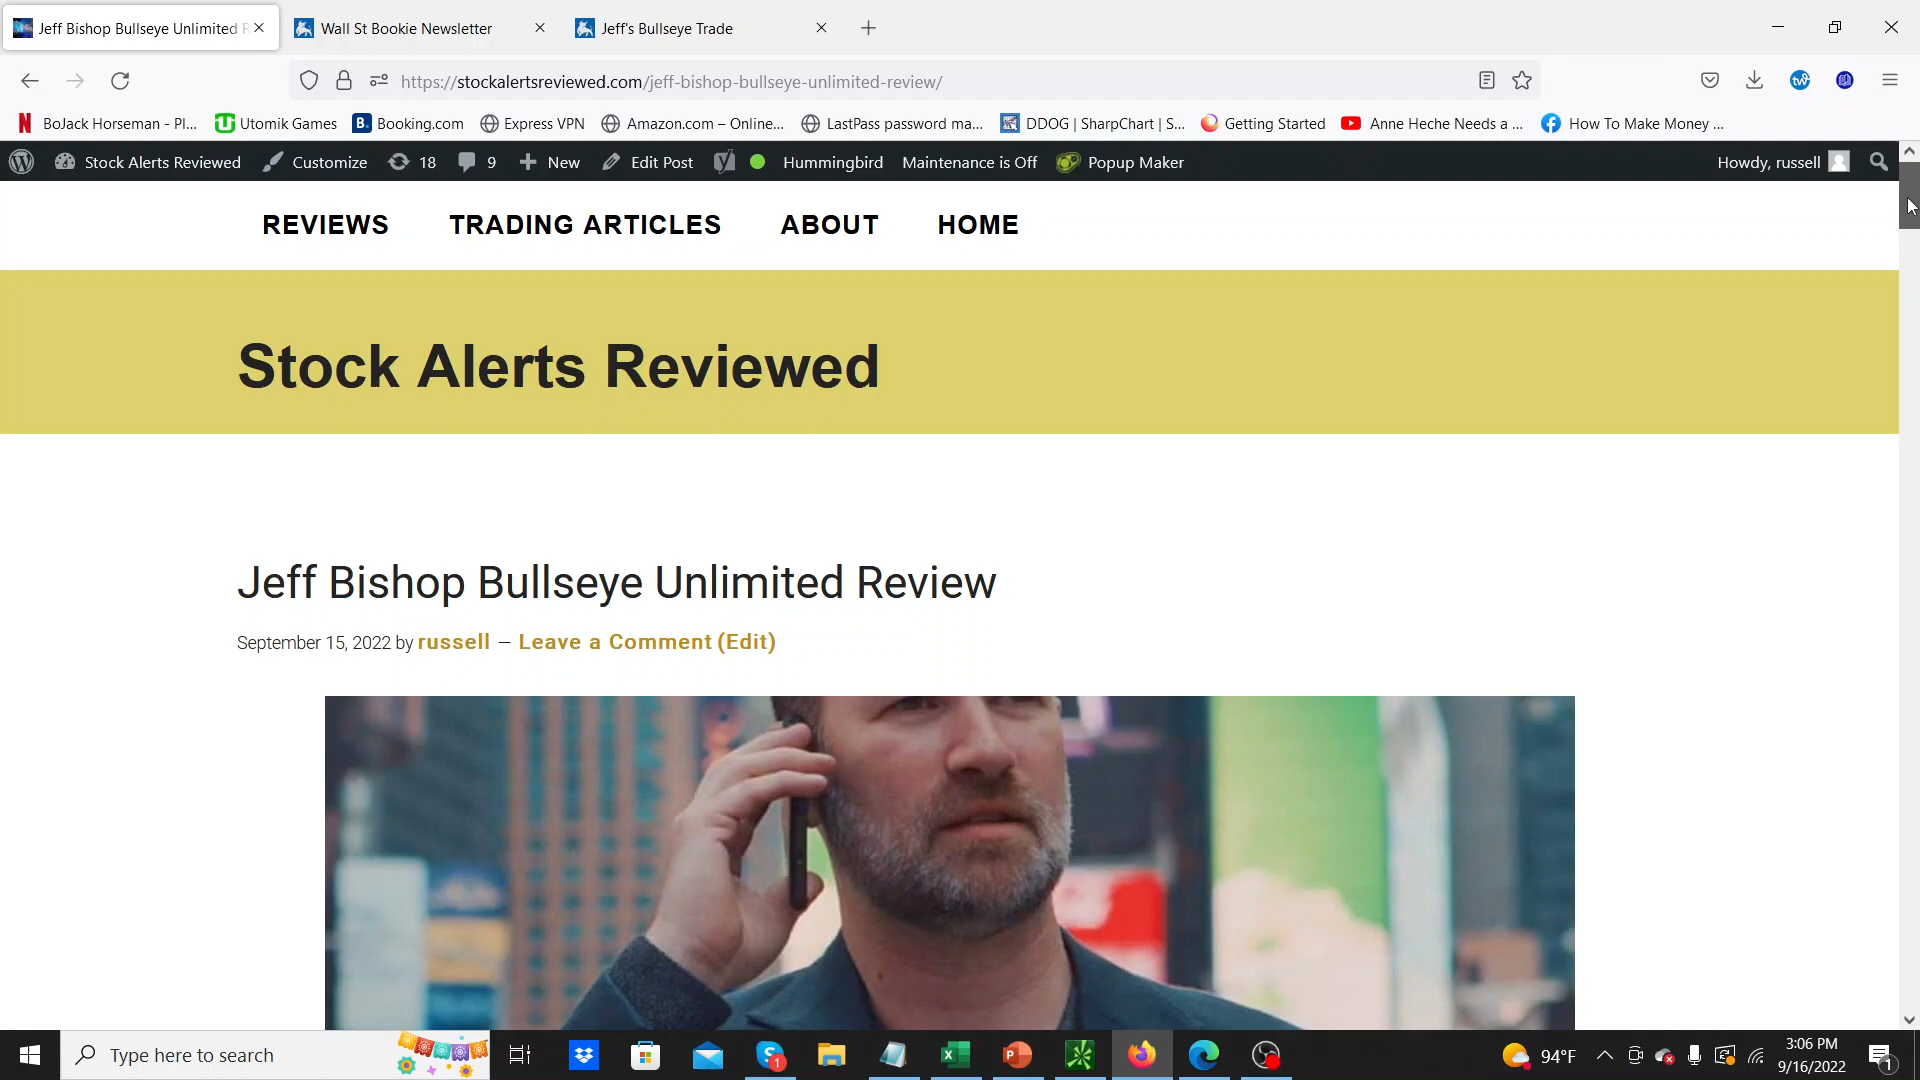 Jeff Bishop Bullseye Unlimited R
Wall St Bookie Newsletter
Jeff's Bullseye Trade
https://stockalertsreviewed.com/jeff-bishop-bullseye-unlimited-review/
BoJack Horseman - Pl...
Utomik Games
B. Booking.com
Express VPN
Amazon.com – Online...
LastPass password ma...
DDOG | SharpChart | S...
Getting Started
Anne Heche Needs a ...
How To Make Money ...
Stock Alerts Reviewed
Customize
18
9
New
Edit Post
Hummingbird
Maintenance is Off
Popup Maker
Howdy, russell
REVIEWS
TRADING ARTICLES
ABOUT
HOME
Stock Alerts Reviewed
Jeff Bishop Bullseye Unlimited Review
September 15, 2022 by russell — Leave a Comment (Edit)
Type here to search
1
94°F
3:06 PM
9/16/2022
1